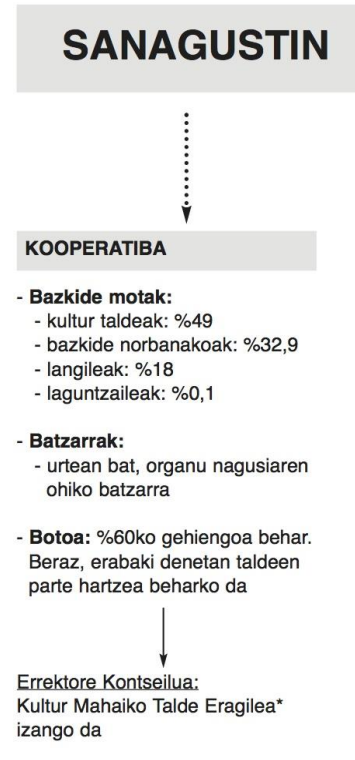 SANAGUSTIN
KOOPERATIBA
- Bazkide motak:
- kultur taldeak: %49
- bazkide norbanakoak: %32,9
- langileak: %18
- laguntzaileak: %0,1
- Batzarrak:
- urtean bat, organu nagusiaren
ohiko batzarra
- Botoa: %60ko gehiengoa behar.
Beraz, erabaki denetan taldeen
parte hartzea beharko da
Errektore Kontseilua:
Kultur Mahaiko Talde Eragilea*
izango da